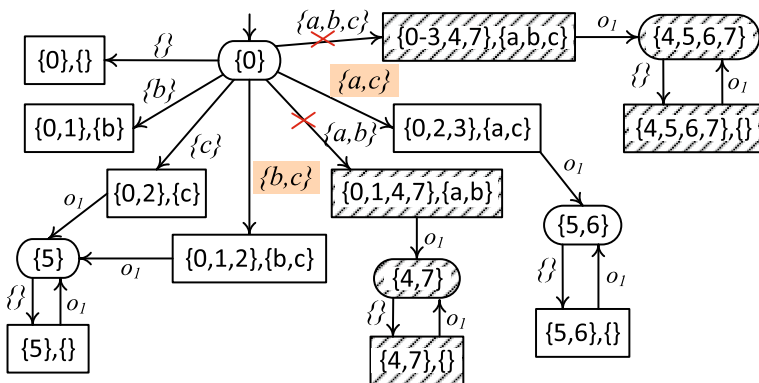 {a,b,c}
{0},{}
{}
{0}
{0-3,4,7},{a,b,c}
o1
{4,5,6,7}
{b}
{a,c}
{}
o1
{0,1},{b}
{c}
{a,b}
{0,2,3},{a,c}
{4,5,6,7},{}
{b,c}
o1
{0,2},{c}
{0,1,4,7},{a,b}
o1
{5}
o1
{0,1,2},{b,c}
o1
{5,6}
{4,7}
{}
o1
{}
o1
{}
o1
{5},{}
{4,7},{}
{5,6},{}